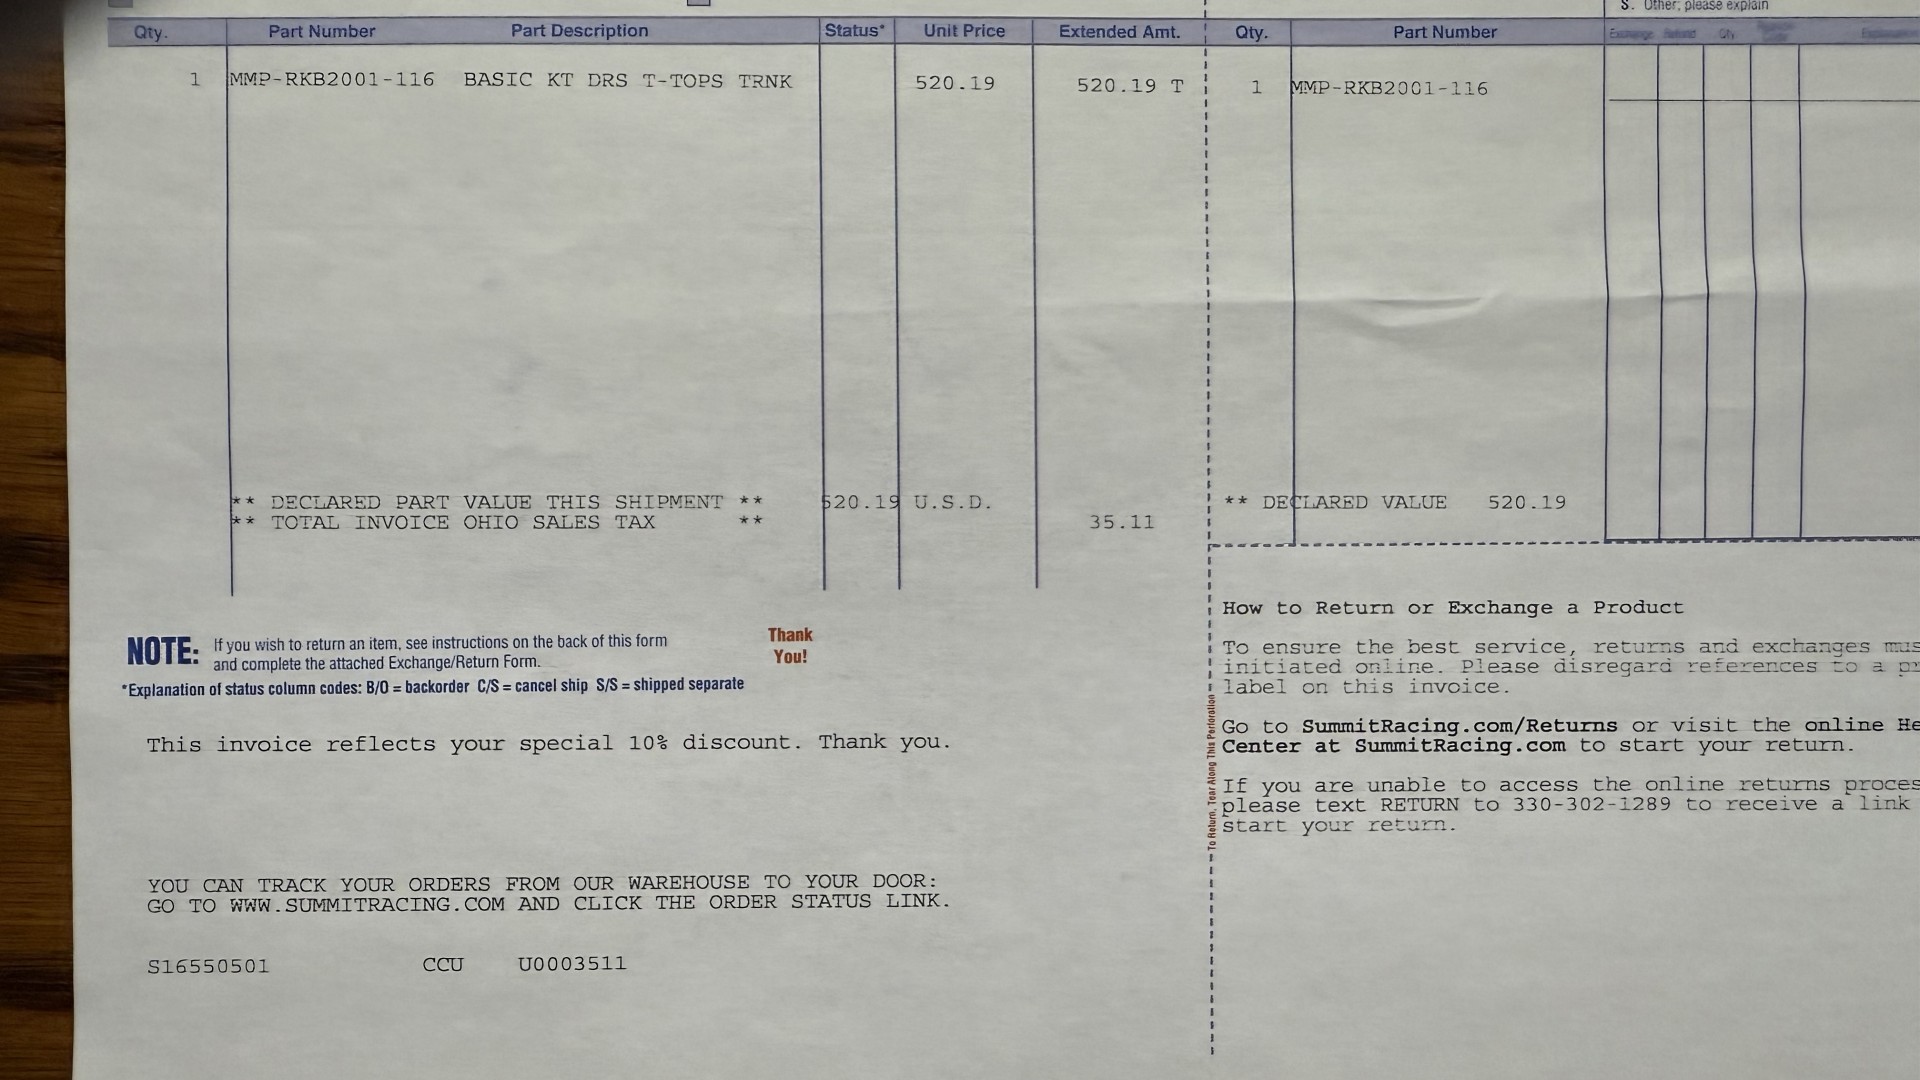 S. Other; please explain
Qty. Part Number Part Description Status* Unit Price Extended Amt. Qty. Part Number
1 MMP-RKB2001-116 BASIC KT DRS T-TOPS TRNK 520.19 520.19 T 1 MMP-RKB2001-116
** DECLARED PART VALUE THIS SHIPMENT ** 520.19 U.S.D.
** TOTAL INVOICE OHIO SALES TAX ** 35.11
** DECLARED VALUE 520.19
NOTE: If you wish to return an item, see instructions on the back of this form
and complete the attached Exchange/Return Form.
Thank
You!
*Explanation of status column codes: B/O = backorder C/S = cancel ship S/S = shipped separate
This invoice reflects your special 10% discount. Thank you.
YOU CAN TRACK YOUR ORDERS FROM OUR WAREHOUSE TO YOUR DOOR:
GO TO WWW.SUMMITRACING.COM AND CLICK THE ORDER STATUS LINK.
S16550501 CCU U0003511
To Return, Tear Along This Perforation
How to Return or Exchange a Product
To ensure the best service, returns and exchanges mus
initiated online. Please disregard references to a pr
label on this invoice.
Go to SummitRacing.com/Returns or visit the online He
Center at SummitRacing.com to start your return.
If you are unable to access the online returns proces
please text RETURN to 330-302-1289 to receive a link
start your return.